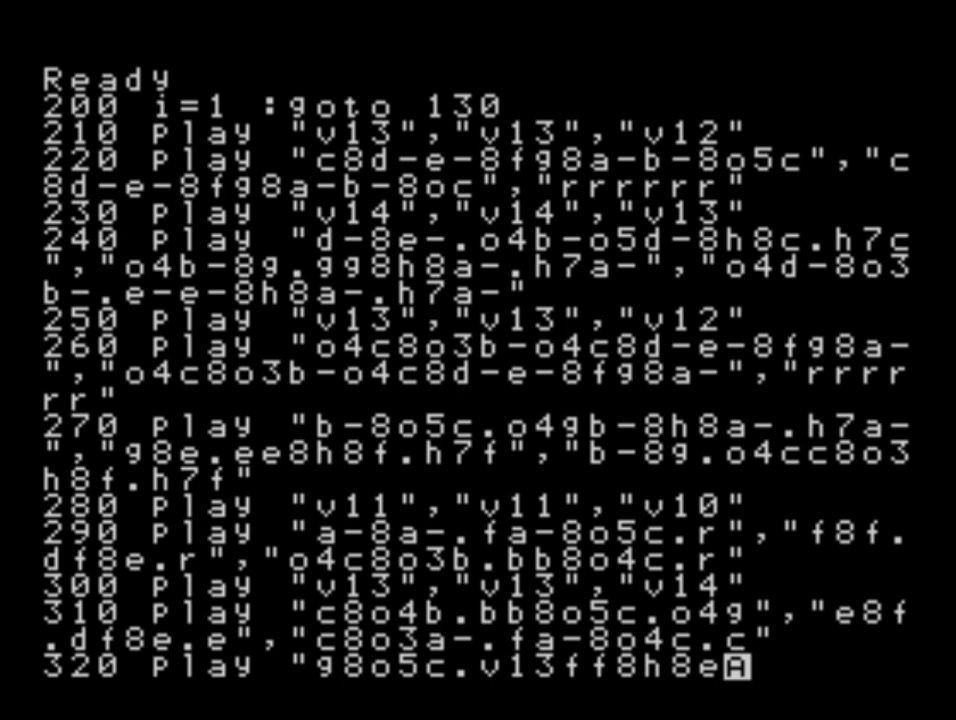 Ready
200 i=1 :goto 130
210 play "v13","v13","v12"
220 play "c8d-e-8fg8a-b-8o5c","c
8d-e-8fg8a-b-8oc","rrrrrr"
230 play "v14","v14","v13"
240 play "d-8e-.o4b-o5d-8h8c.h7c
","o4b-8g.gg8h8a-.h7a-","o4d-8o3
b-.e-e-8h8a-.h7a-"
250 play "v13","v13","v12"
260 play "o4c8o3b-o4c8d-e-8fg8a-
","o4c8o3b-o4c8d-e-8fg8a-","rrrr
rr"
270 play "b-8o5c.o4gb-8h8a-.h7a-
","g8e.ee8h8f.h7f","b-8g.o4cc8o3
h8f.h7f"
280 play "v11","v11","v10"
290 play "a-8a-.fa-8o5c.r","f8f.
df8e.r","o4c8o3b.bb8o4c.r"
300 play "v13","v13","v14"
310 play "c8o4b.bb8o5c.o4g","e8f
.df8e.e","c8o3a-.fa-8o4c.c"
320 play "g8o5c.v13ff8h8eA